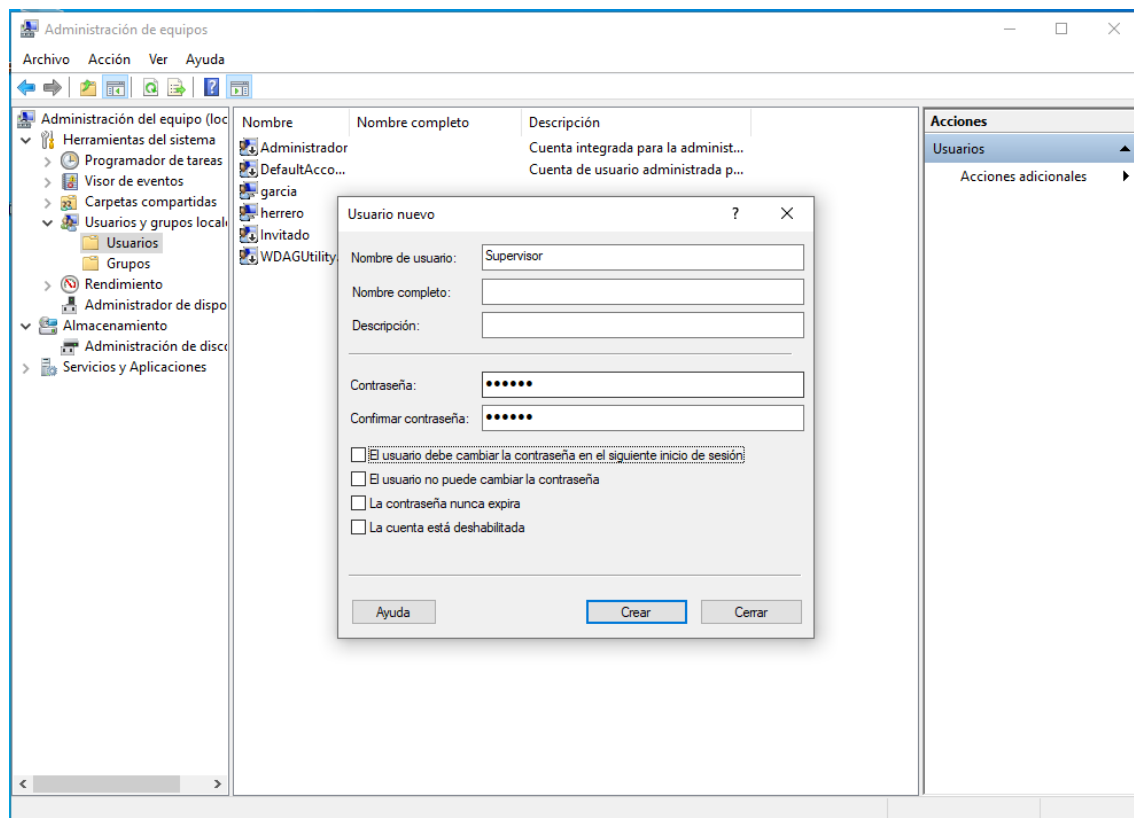 Administración de equipos
Archivo Acción Ver Ayuda
Administración del equipo (loc
Herramientas del sistema
Programador de tareas
Visor de eventos
Carpetas compartidas
Usuarios y grupos local
Usuarios
Grupos
Rendimiento
Administrador de dispo
Almacenamiento
Administración de disco
Servicios y Aplicaciones
Nombre Nombre completo Descripción
Administrador Cuenta integrada para la administ...
DefaultAcco... Cuenta de usuario administrada p...
garcia
herrero
Invitado
WDAGUtility
Usuario nuevo ?
Nombre de usuario: Supervisor
Nombre completo:
Descripción:
Contraseña: ••••••
Confirmar contraseña: ••••••
El usuario debe cambiar la contraseña en el siguiente inicio de sesión
El usuario no puede cambiar la contraseña
La contraseña nunca expira
La cuenta está deshabilitada
Ayuda Crear Cerrar
Acciones
Usuarios
Acciones adicionales